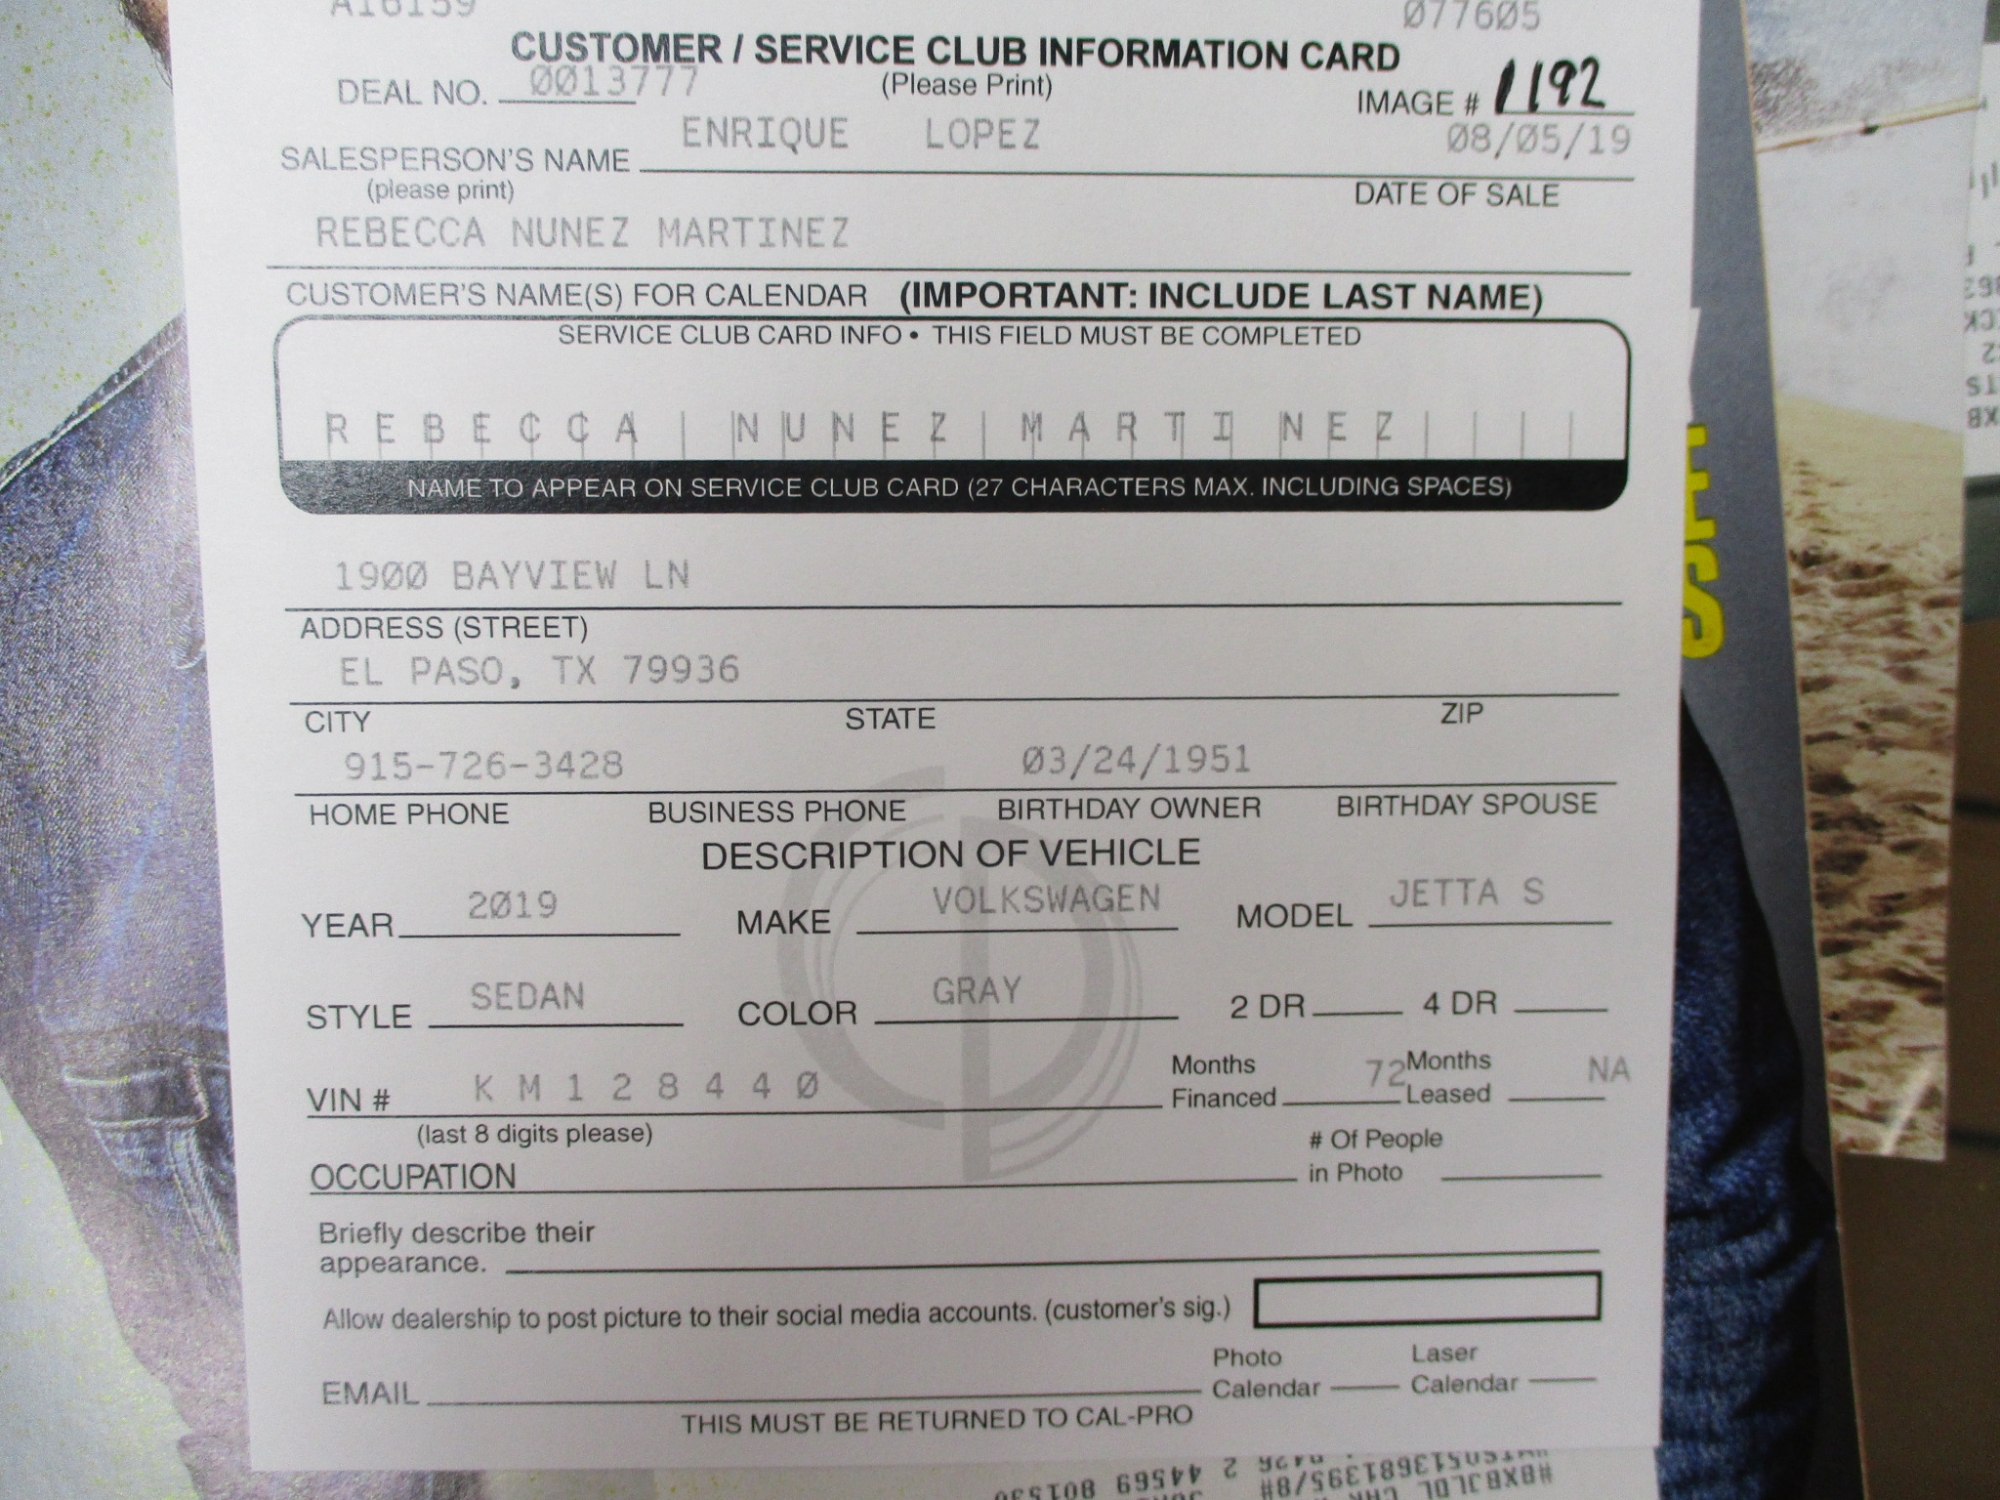 A16159 077605
CUSTOMER / SERVICE CLUB INFORMATION CARD
DEAL NO. 0013777 (Please Print) IMAGE # 1192
ENRIQUE LOPEZ 08/05/19
SALESPERSON'S NAME
(please print) DATE OF SALE
REBECCA NUNEZ MARTINEZ
CUSTOMER'S NAME(S) FOR CALENDAR (IMPORTANT: INCLUDE LAST NAME)
SERVICE CLUB CARD INFO • THIS FIELD MUST BE COMPLETED
REBECCA NUNEZ MARTINEZ
NAME TO APPEAR ON SERVICE CLUB CARD (27 CHARACTERS MAX. INCLUDING SPACES)
1900 BAYVIEW LN
ADDRESS (STREET)
EL PASO, TX 79936
CITY STATE ZIP
915-726-3428 03/24/1951
HOME PHONE BUSINESS PHONE BIRTHDAY OWNER BIRTHDAY SPOUSE
DESCRIPTION OF VEHICLE
YEAR 2019 MAKE VOLKSWAGEN MODEL JETTA S
STYLE SEDAN COLOR GRAY 2 DR 4 DR
VIN # KM128440 Months Financed 72 Months Leased NA
(last 8 digits please)
OCCUPATION # Of People in Photo
Briefly describe their
appearance.
Allow dealership to post picture to their social media accounts. (customer's sig.)
EMAIL Photo Calendar Laser Calendar
THIS MUST BE RETURNED TO CAL-PRO